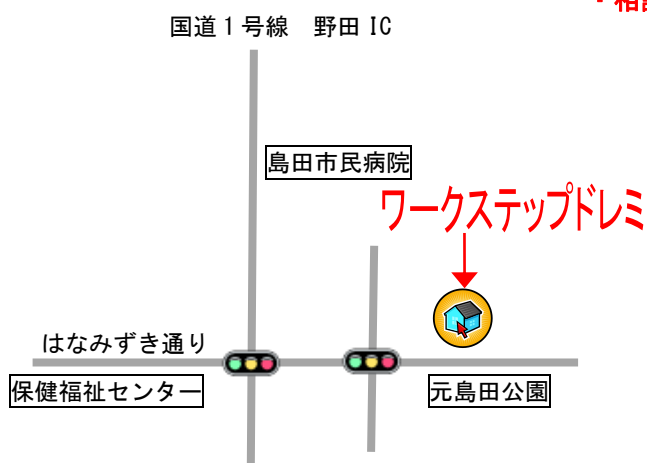 国道１号線　野田 IC
島田市民病院
ワークステップドレミ
はなみずき通り
保健福祉センター
元島田公園